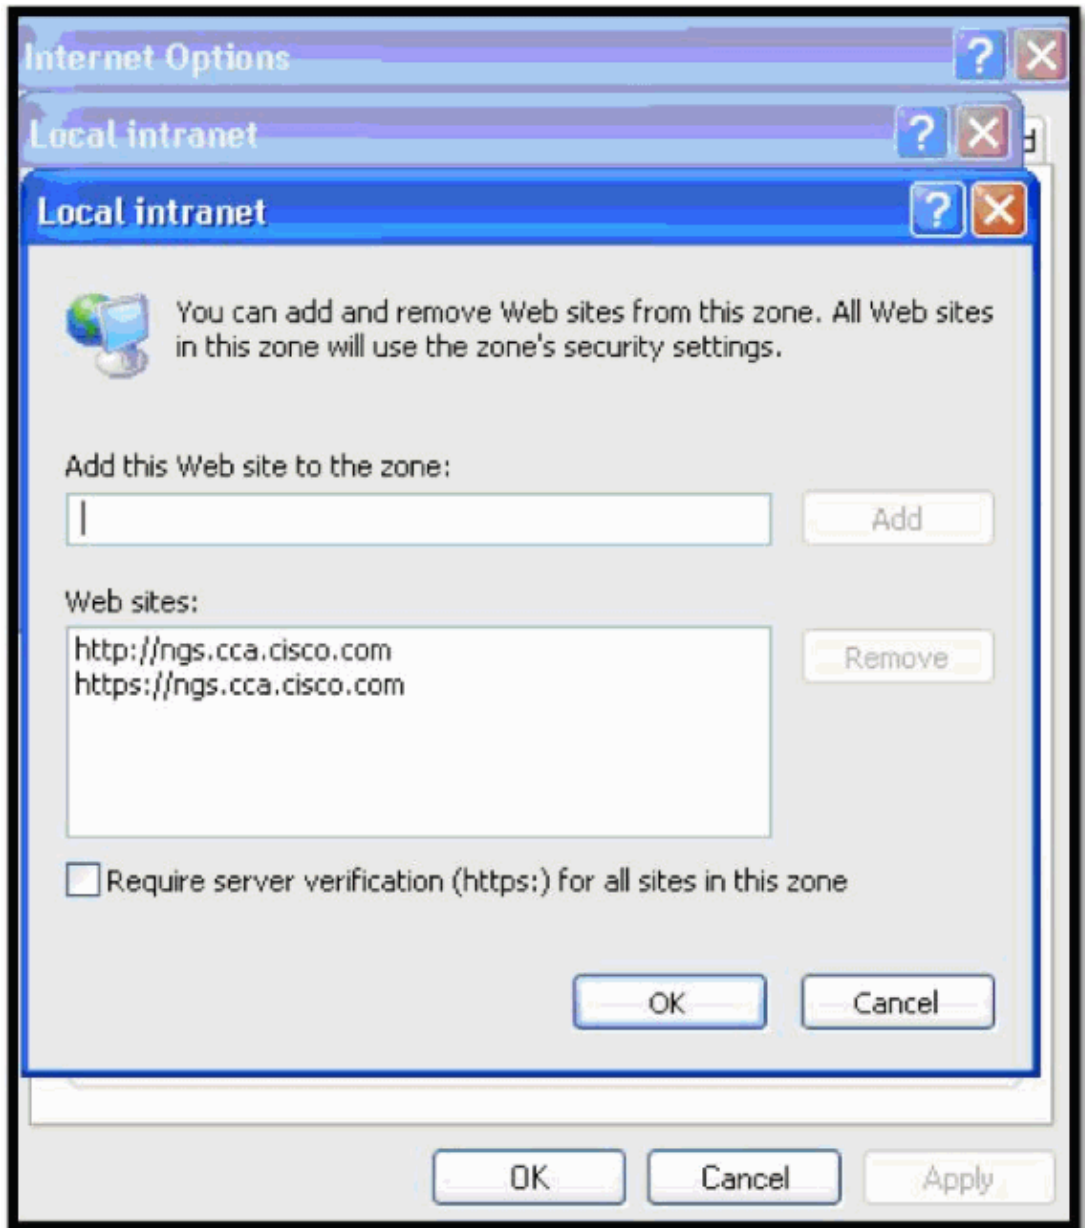 Internet Options
Local intranet
Local intranet
You can add and remove Web sites from this zone. All Web sites
in this zone will use the zone's security settings.
Add this Web site to the zone:
Add
Web sites:
http://ngs.cca.cisco.com
https://ngs.cca.cisco.com
Remove
Require server verification (https:) for all sites in this zone
OK
Cancel
OK
Cancel
Apply